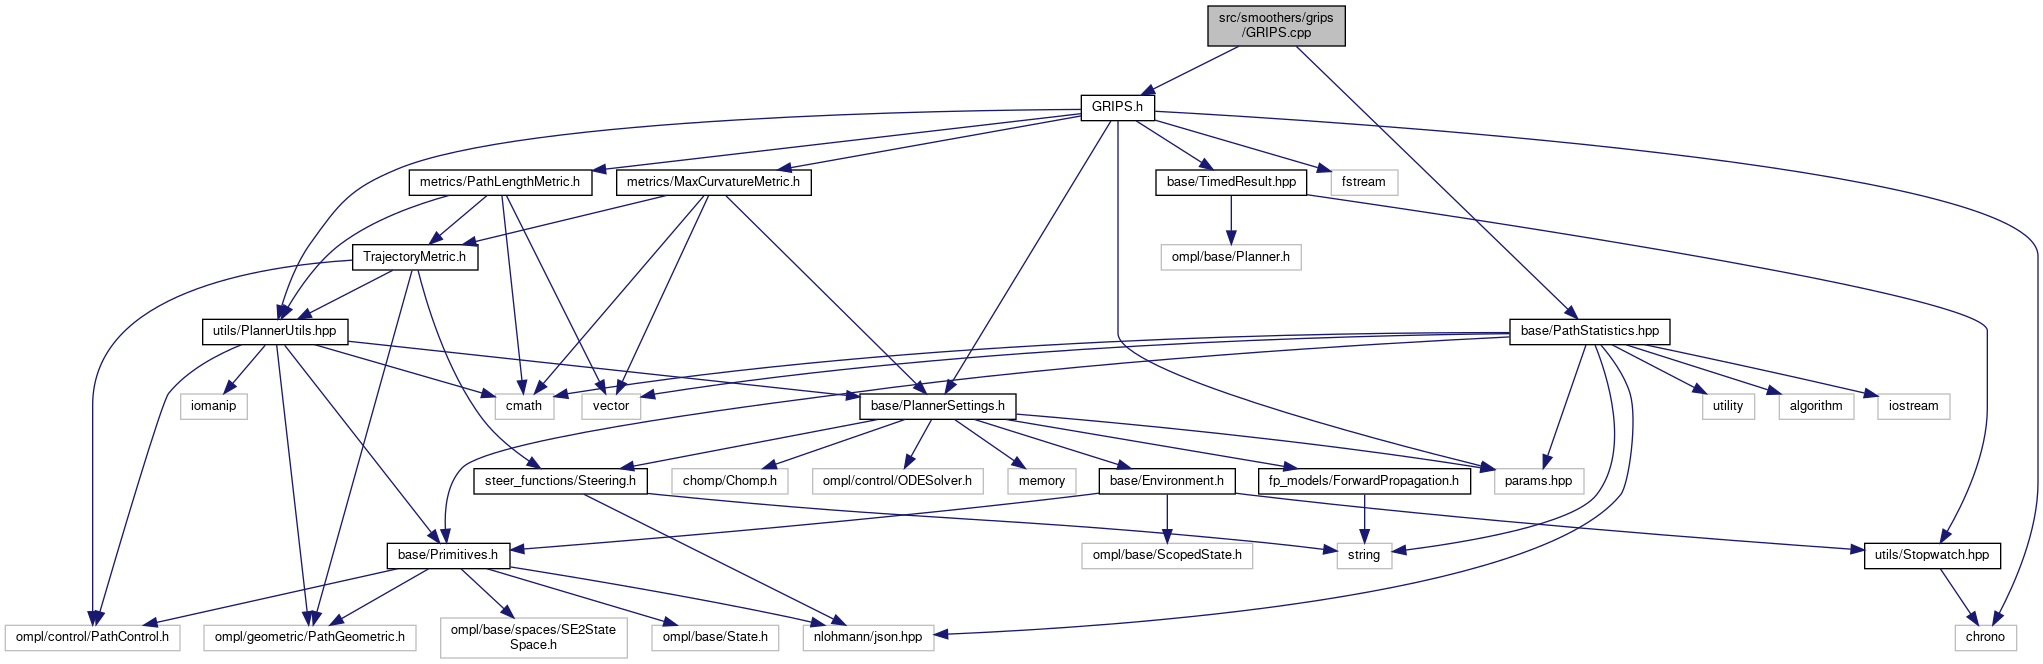 src/smoothers/grips
/GRIPS.cpp
GRIPS.h
metrics/PathLengthMetric.h
metrics/MaxCurvatureMetric.h
base/TimedResult.hpp
fstream
TrajectoryMetric.h
ompl/base/Planner.h
utils/PlannerUtils.hpp
base/PathStatistics.hpp
iomanip
cmath
vector
base/PlannerSettings.h
utility
algorithm
iostream
steer_functions/Steering.h
chomp/Chomp.h
ompl/control/ODESolver.h
memory
base/Environment.h
fp_models/ForwardPropagation.h
params.hpp
base/Primitives.h
ompl/base/ScopedState.h
string
utils/Stopwatch.hpp
ompl/control/PathControl.h
ompl/geometric/PathGeometric.h
ompl/base/spaces/SE2State
Space.h
ompl/base/State.h
nlohmann/json.hpp
chrono